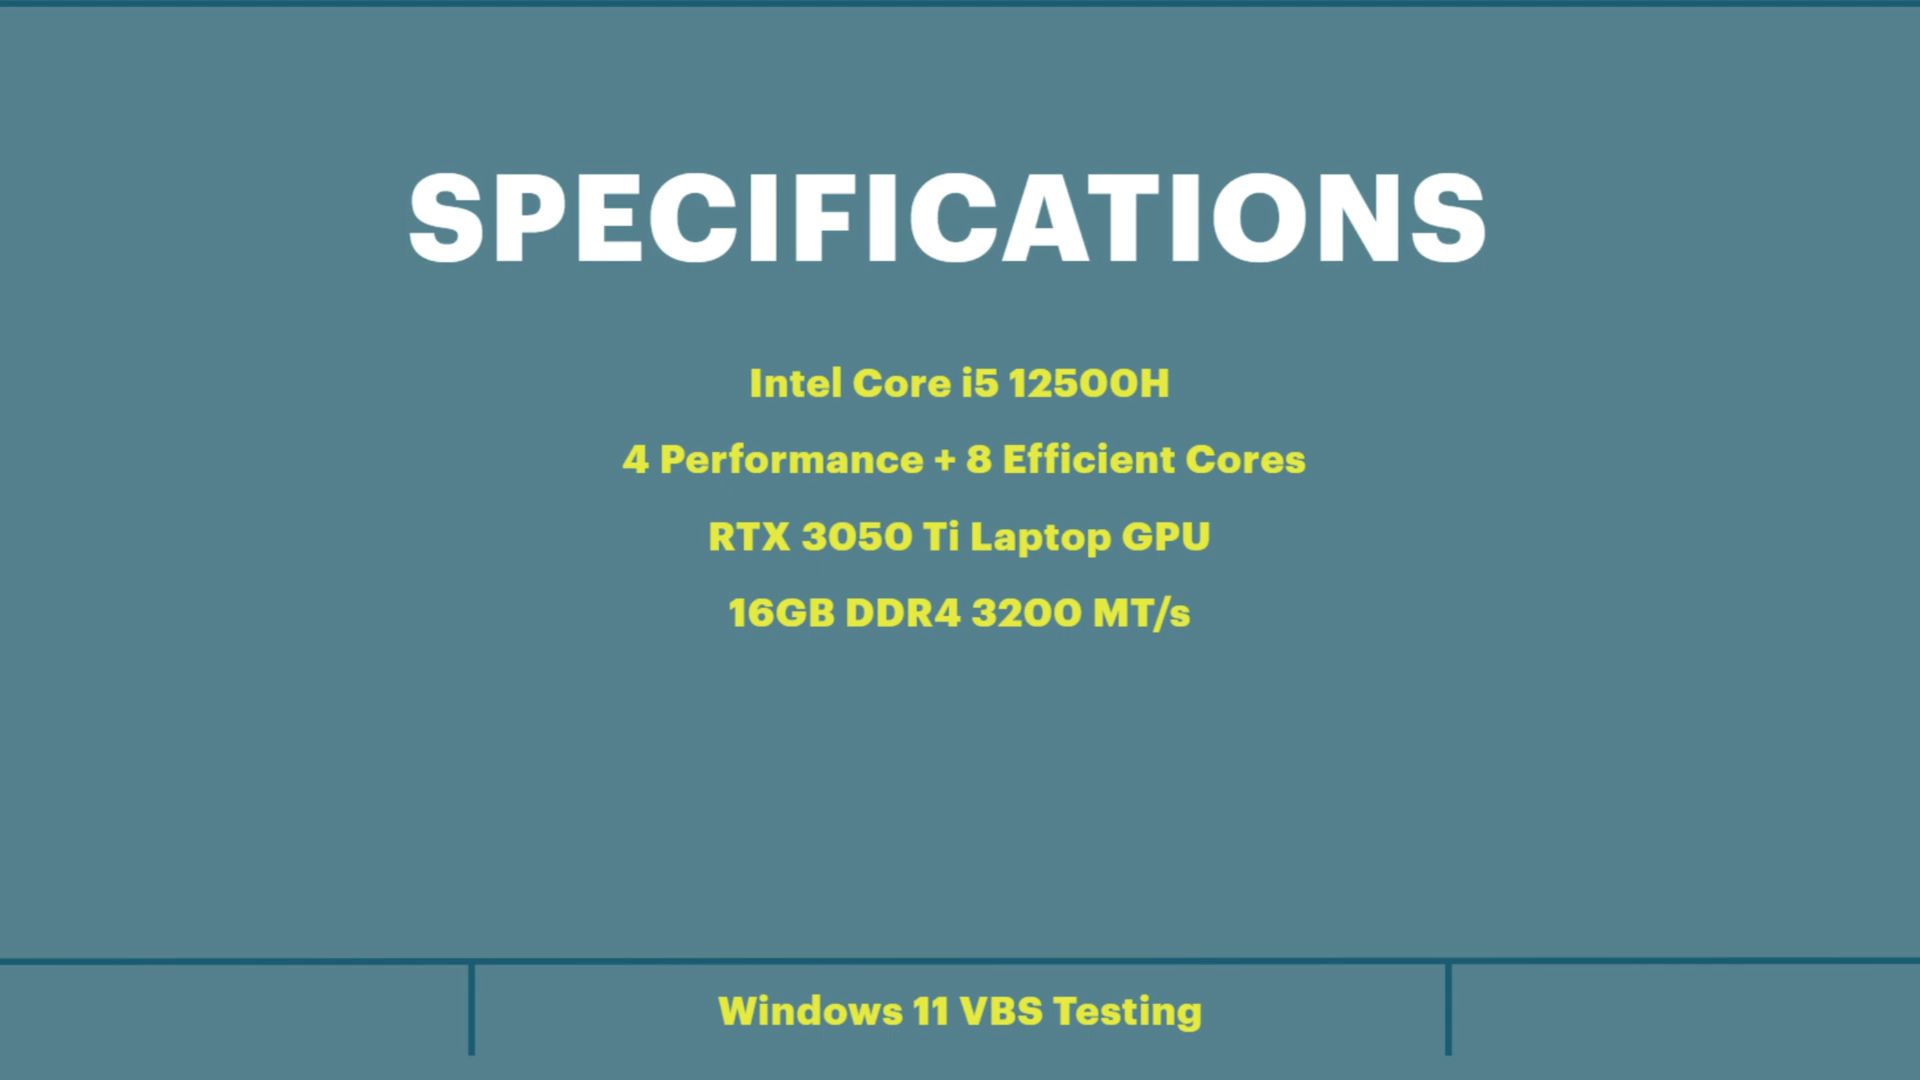 SPECIFICATIONS
Intel Core i5 12500H
4 Performance + 8 Efficient Cores
RTX 3050 Ti Laptop GPU
16GB DDR4 3200 MT/s
Windows 11 VBS Testing